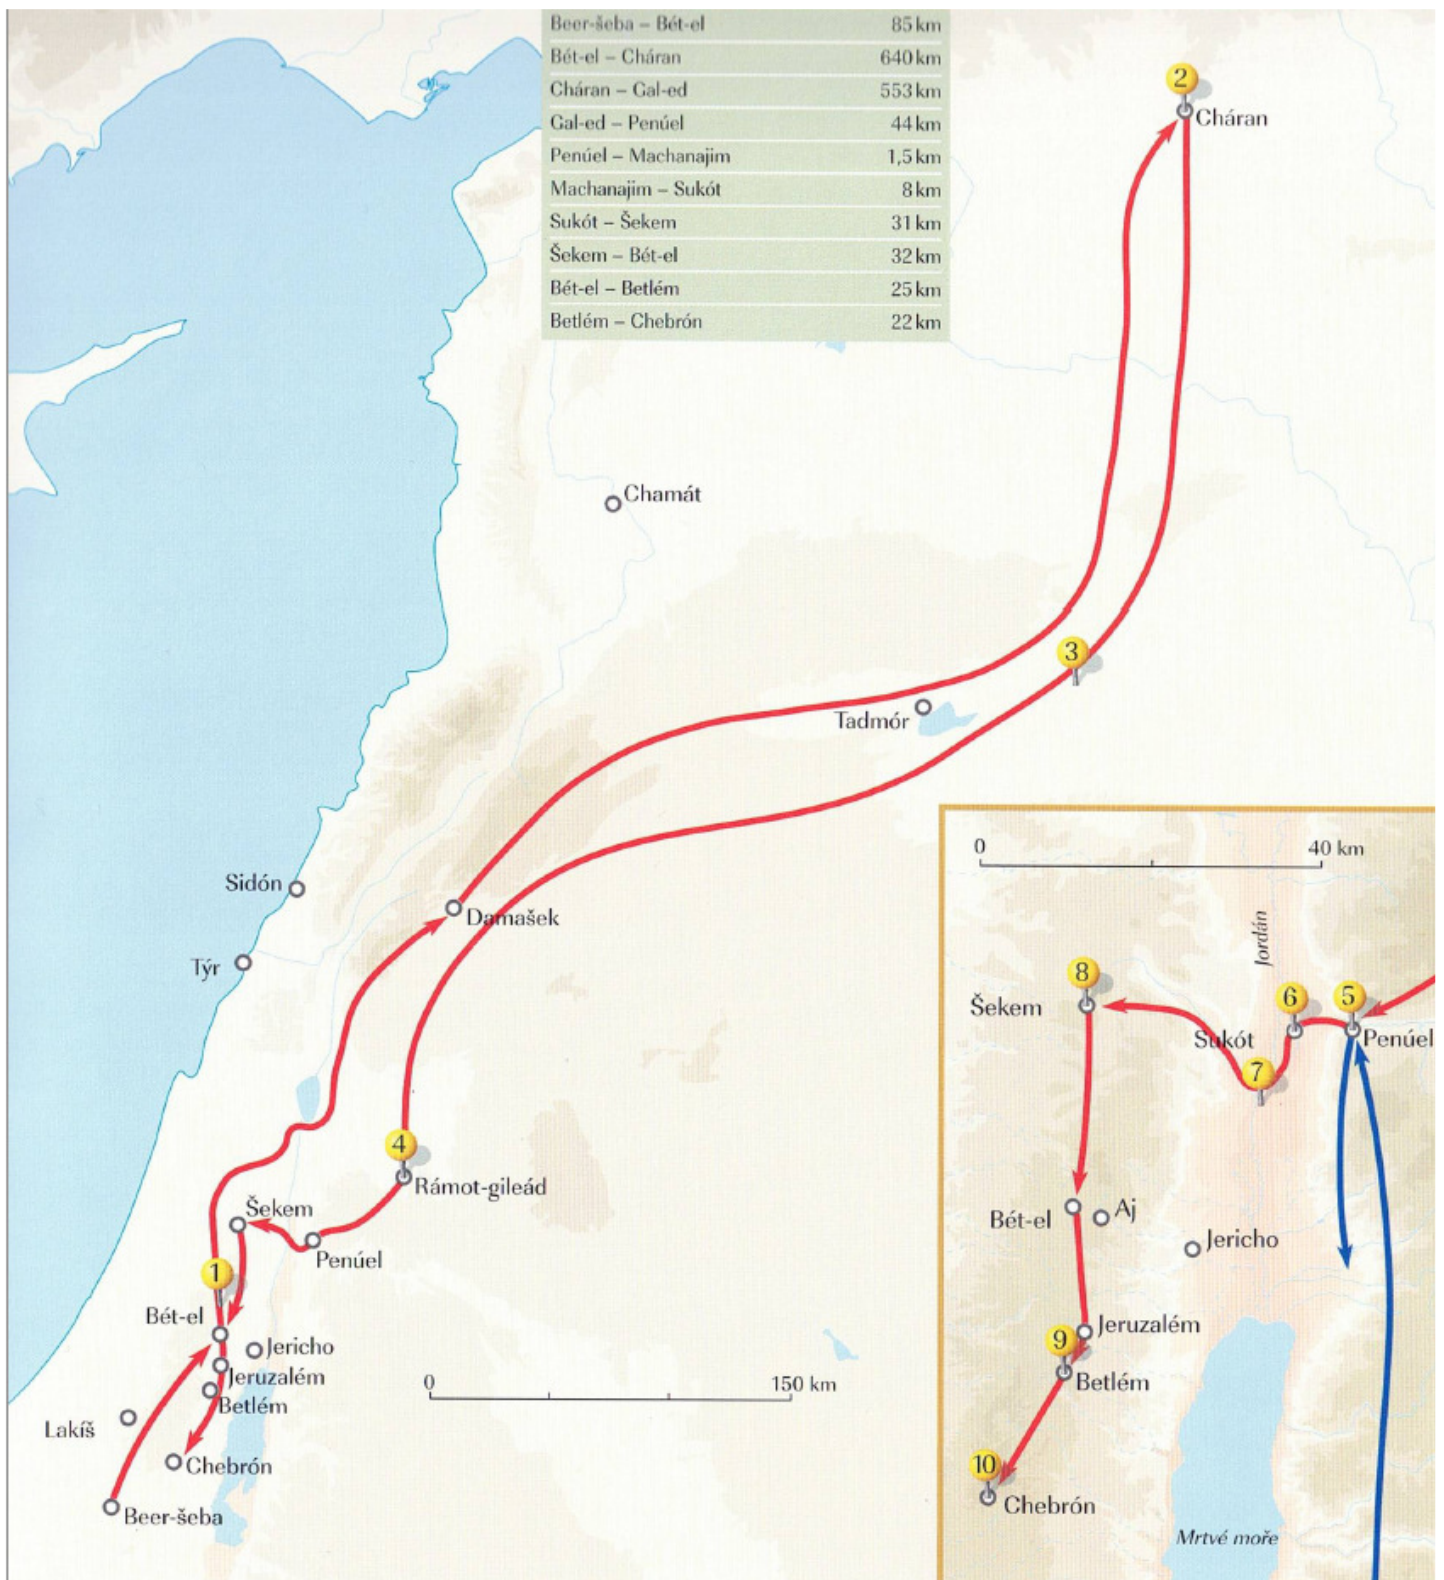 Beer-šeba – Bét-el 85 km
Bét-el – Cháran 640 km
Cháran – Gal-ed 553 km
Gal-ed – Penúel 44 km
Penúel – Machanajim 1,5 km
Machanajim – Sukót 8 km
Sukót – Šekem 31 km
Šekem – Bét-el 32 km
Bét-el – Betlém 25 km
Betlém – Chebrón 22 km
2
Cháran
Chamát
3
Tadmór
Sidón
Damašek
Týr
4
Rámot-gileád
Šekem
Penúel
1
Bét-el
Jericho
Jeruzalém
Betlém
Lakíš
Chebrón
Beer-šeba
0 150 km
0 40 km
Jordán
8
Šekem
6
5
Sukót
Penúel
7
Bét-el
Aj
Jericho
Jeruzalém
9
Betlém
10
Chebrón
Mrtvé moře